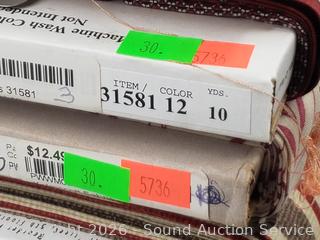 Machine Wash Col
Not Intende
30.
5736
s 31581
3
ITEM/ COLOR YDS.
31581 12 10
$12.49
30.
5736
2026 - Sound Auction Service